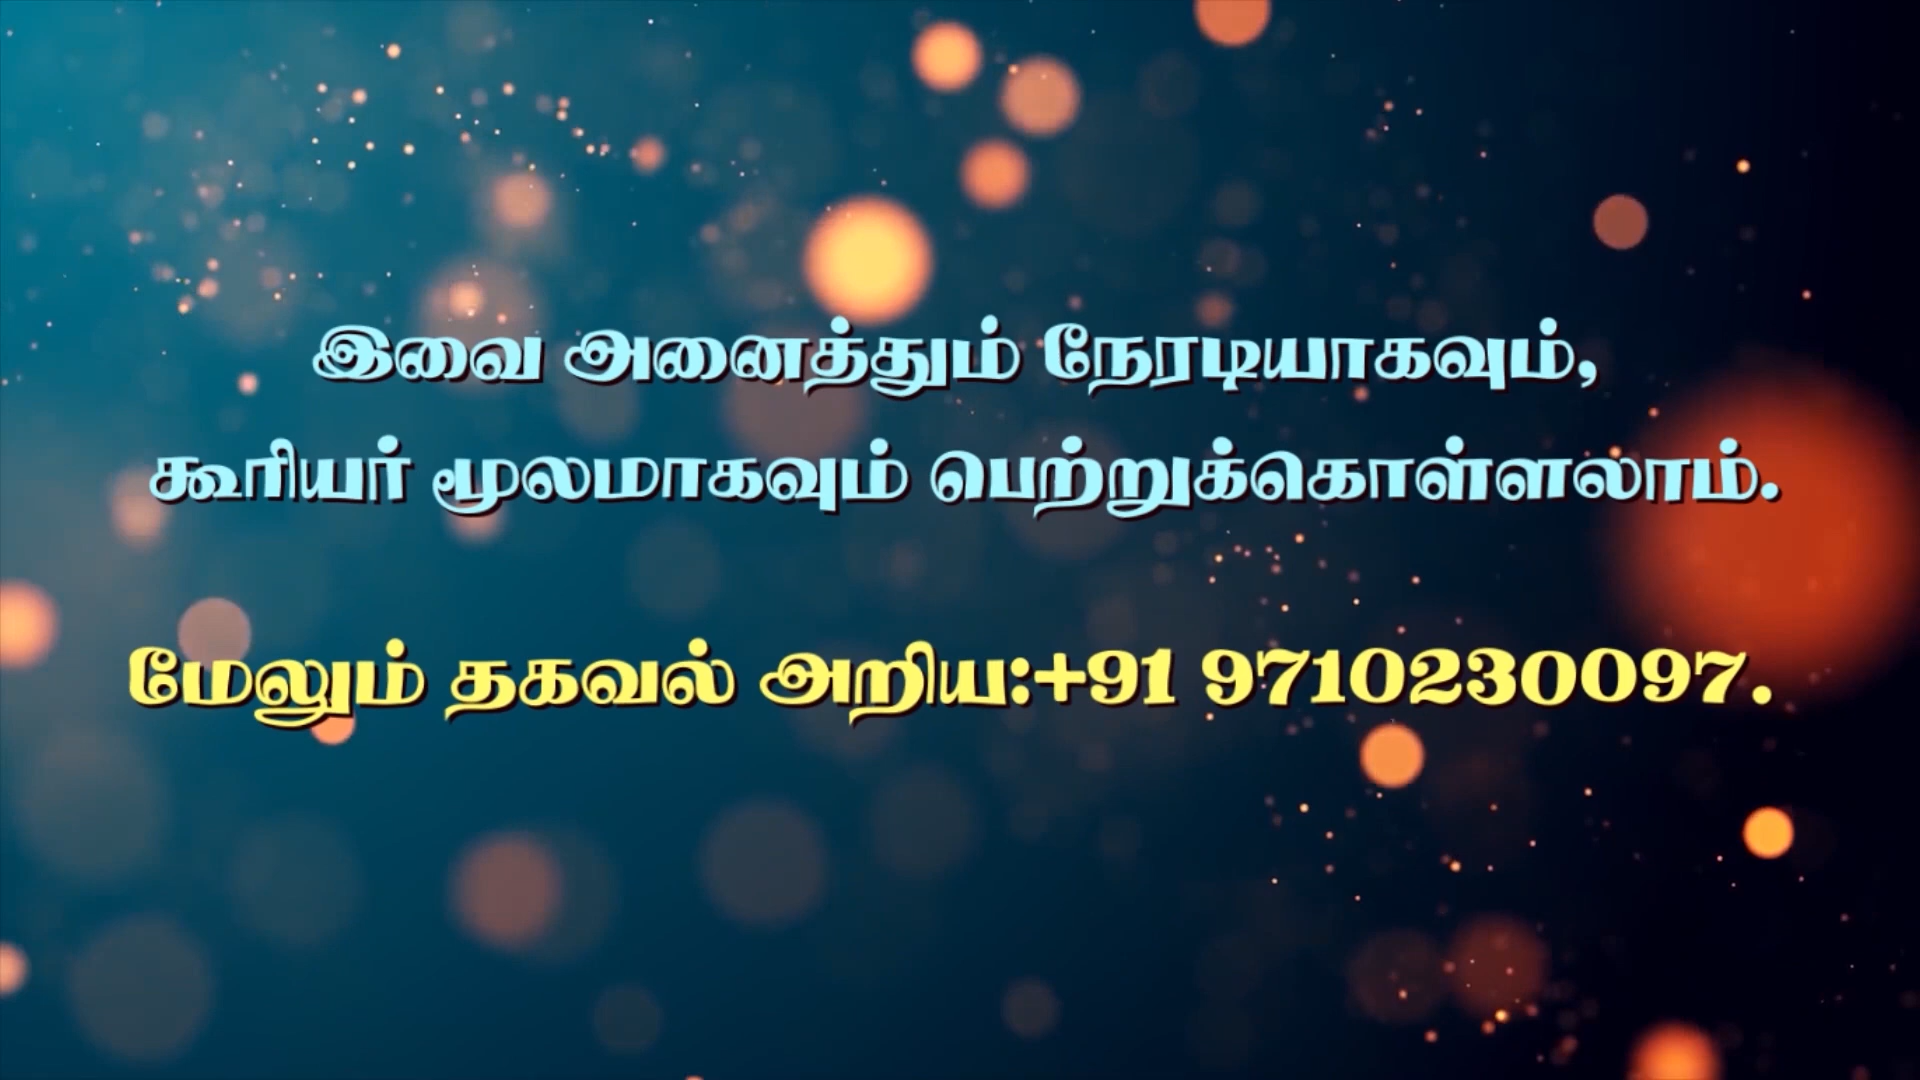 இவை அனைத்தும் நேரடியாகவும்,
கூரியர் மூலமாகவும் பெற்றுக்கொள்ளலாம்.
மேலும் தகவல் அறிய:+91 9710230097.